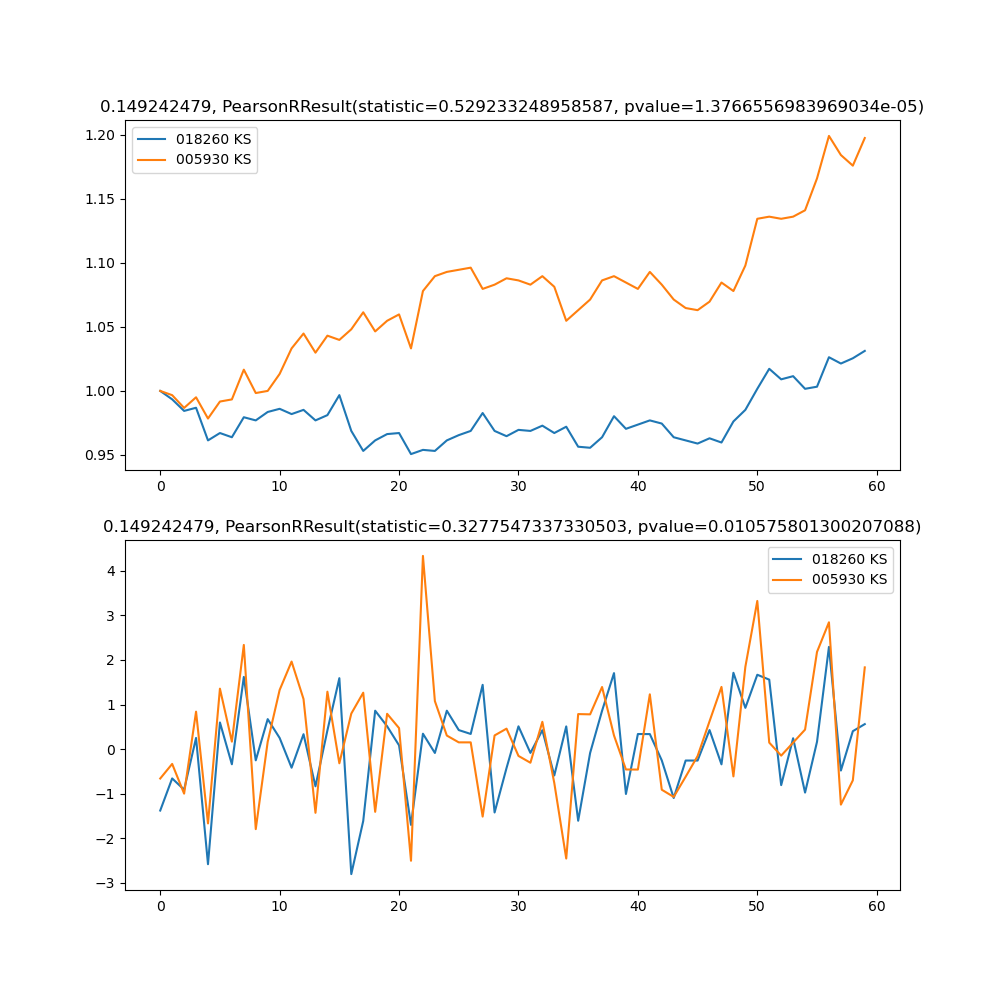 0.149242479, PearsonRResult(statistic=0.529233248958587, pvalue=1.3766556983969034e-05)
018260 KS
005930 KS
1.20
1.15
1.10
1.05
1.00
0.95
0 10 20 30 40 50 60
0.149242479, PearsonRResult(statistic=0.3277547337330503, pvalue=0.010575801300207088)
018260 KS
005930 KS
4
3
2
1
0
−1
−2
−3
0 10 20 30 40 50 60